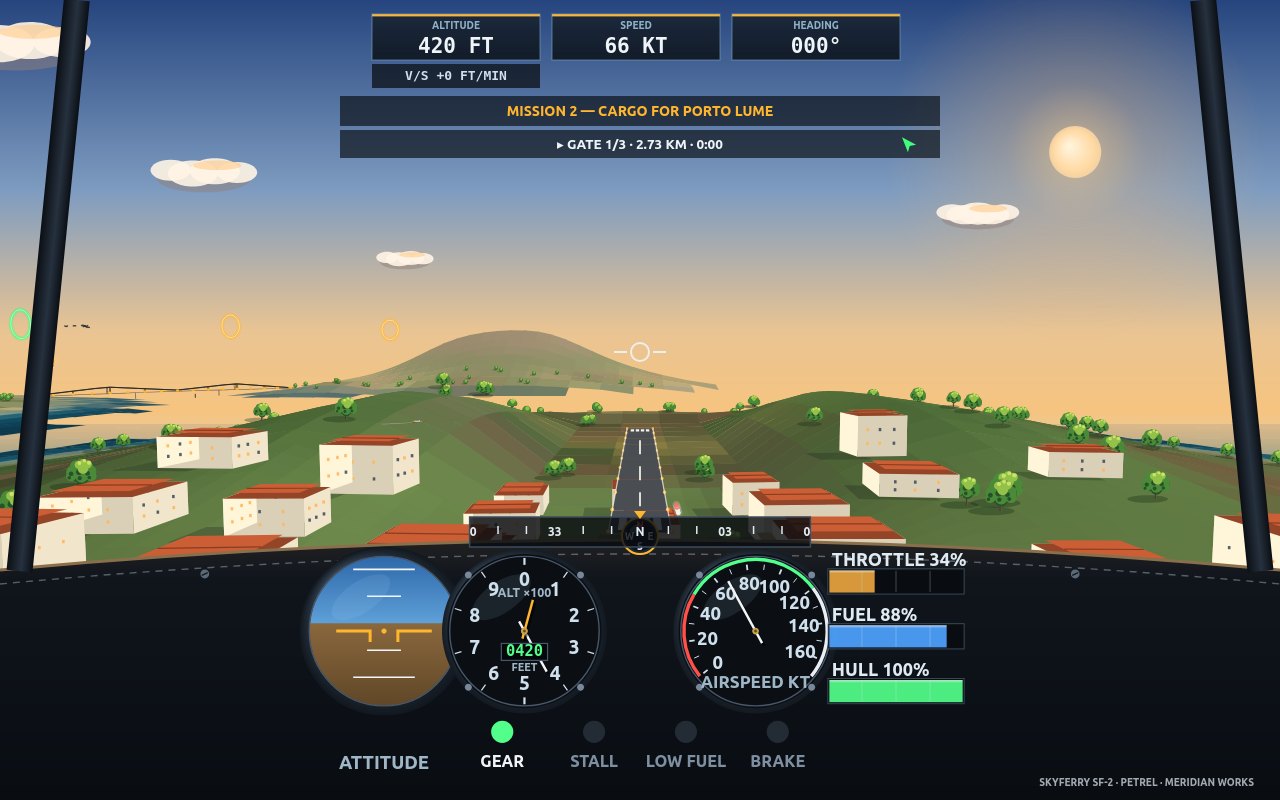 ALTITUDE
420 FT
SPEED
66 KT
HEADING
000°
V/S +0 FT/MIN
MISSION 2 — CARGO FOR PORTO LUME
▸ GATE 1/3 · 2.73 KM · 0:00
0 33 N 03 0
W E
S
0 1 2 3 4 5 6 7 8 9
ALT ×100
0420
FEET
0 20 40 60 80 100 120 140 160
AIRSPEED KT
THROTTLE 34%
FUEL 88%
HULL 100%
ATTITUDE
GEAR
STALL
LOW FUEL
BRAKE
SKYFERRY SF-2 · PETREL · MERIDIAN WORKS